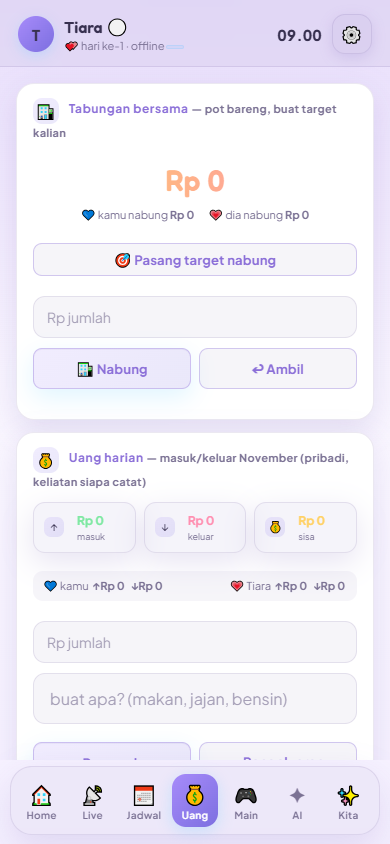 T
Tiara
hari ke-1 · offline
09.00
Tabungan bersama — pot bareng, buat target
kalian
Rp 0
kamu nabung Rp 0 dia nabung Rp 0
Pasang target nabung
Rp jumlah
Nabung
↩ Ambil
Uang harian — masuk/keluar November (pribadi,
keliatan siapa catat)
↑ Rp 0
masuk
↓ Rp 0
keluar
Rp 0
sisa
kamu ↑Rp 0 ↓Rp 0
Tiara ↑Rp 0 ↓Rp 0
Rp jumlah
buat apa? (makan, jajan, bensin)
Home
Live
Jadwal
Uang
Main
AI
Kita